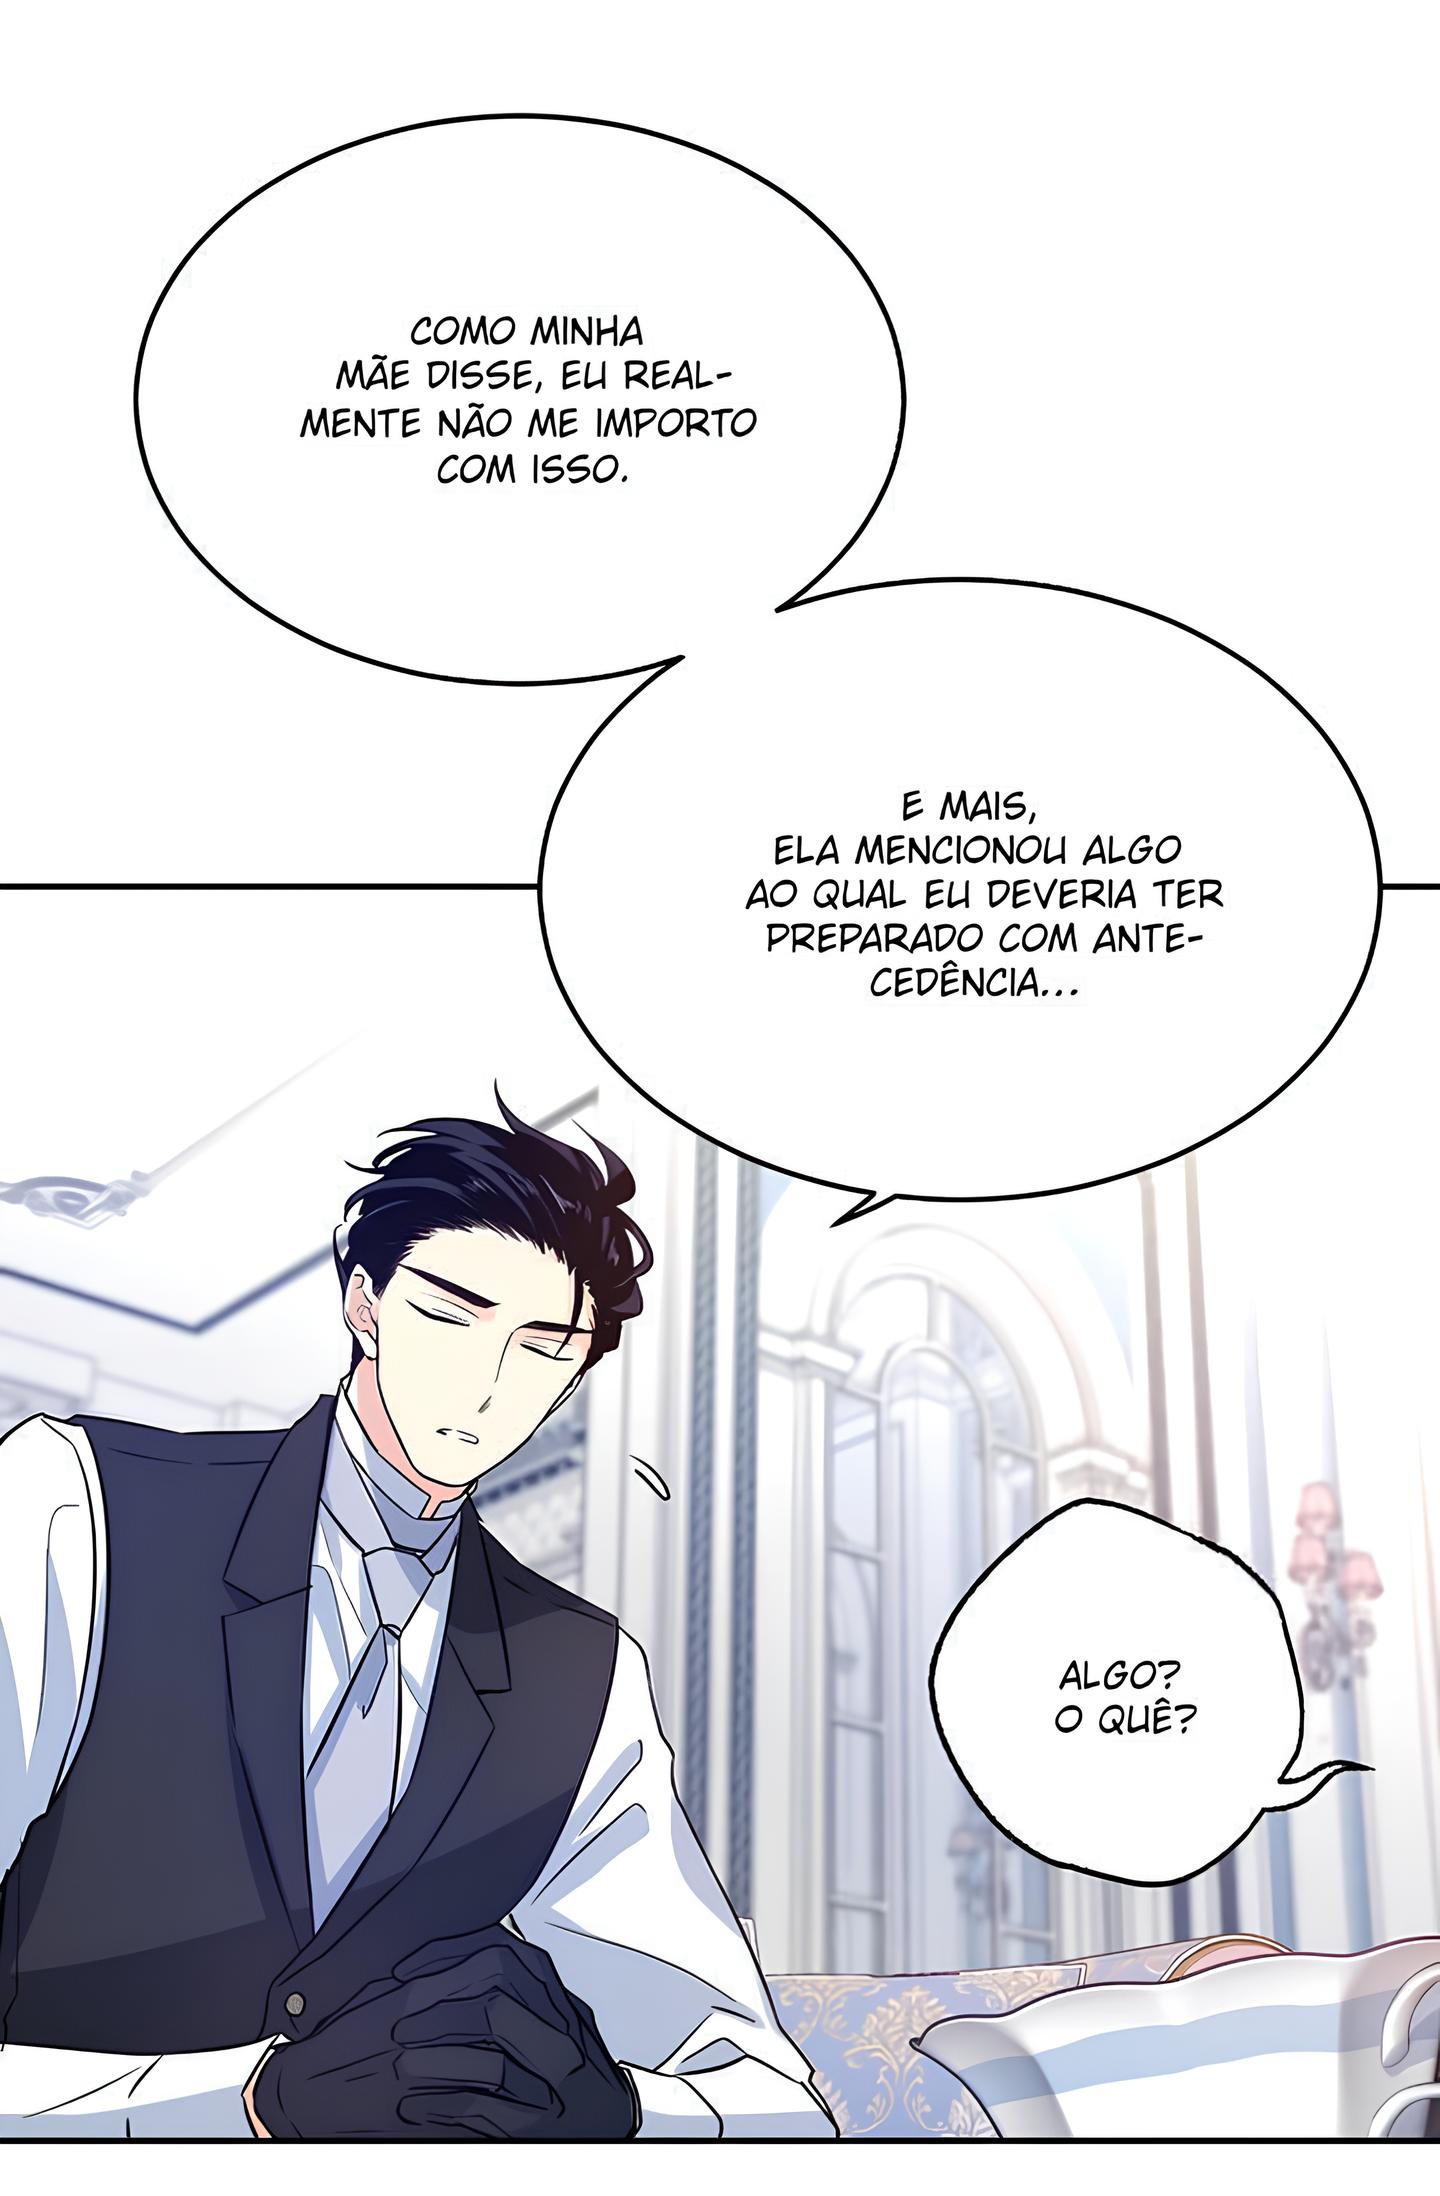 COMO MINHA
MÃE DISSE, EU REAL-
MENTE NÃO ME IMPORTO
COM ISSO.
E MAIS,
ELA MENCIONOU ALGO
AO QUAL EU DEVERIA TER
PREPARADO COM ANTE-
CEDÊNCIA...
ALGO?
O QUÊ?